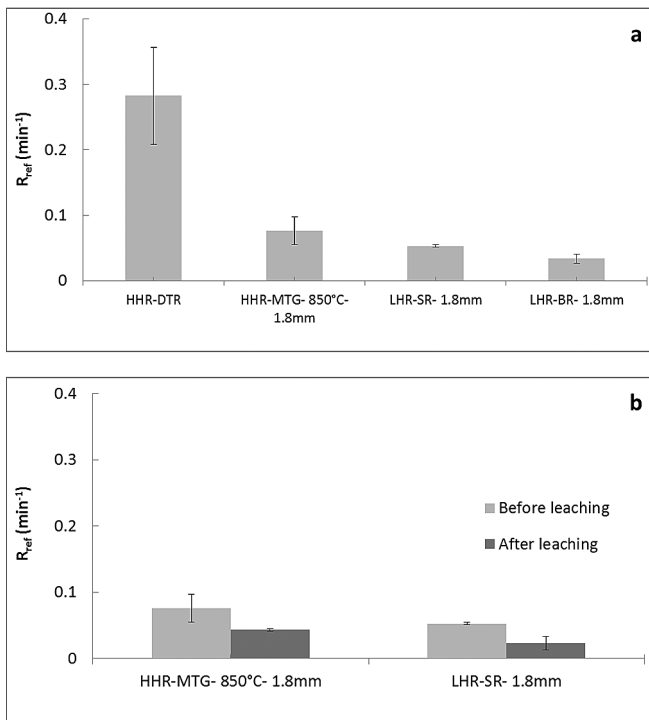 a
0.4
0.3
0.2
0.1
0
R_ref (min⁻¹)
HHR-DTR
HHR-MTG- 850°C-
1.8mm
LHR-SR- 1.8mm
LHR-BR- 1.8mm
b
0.4
0.3
0.2
0.1
0
R_ref (min⁻¹)
Before leaching
After leaching
HHR-MTG- 850°C- 1.8mm
LHR-SR- 1.8mm